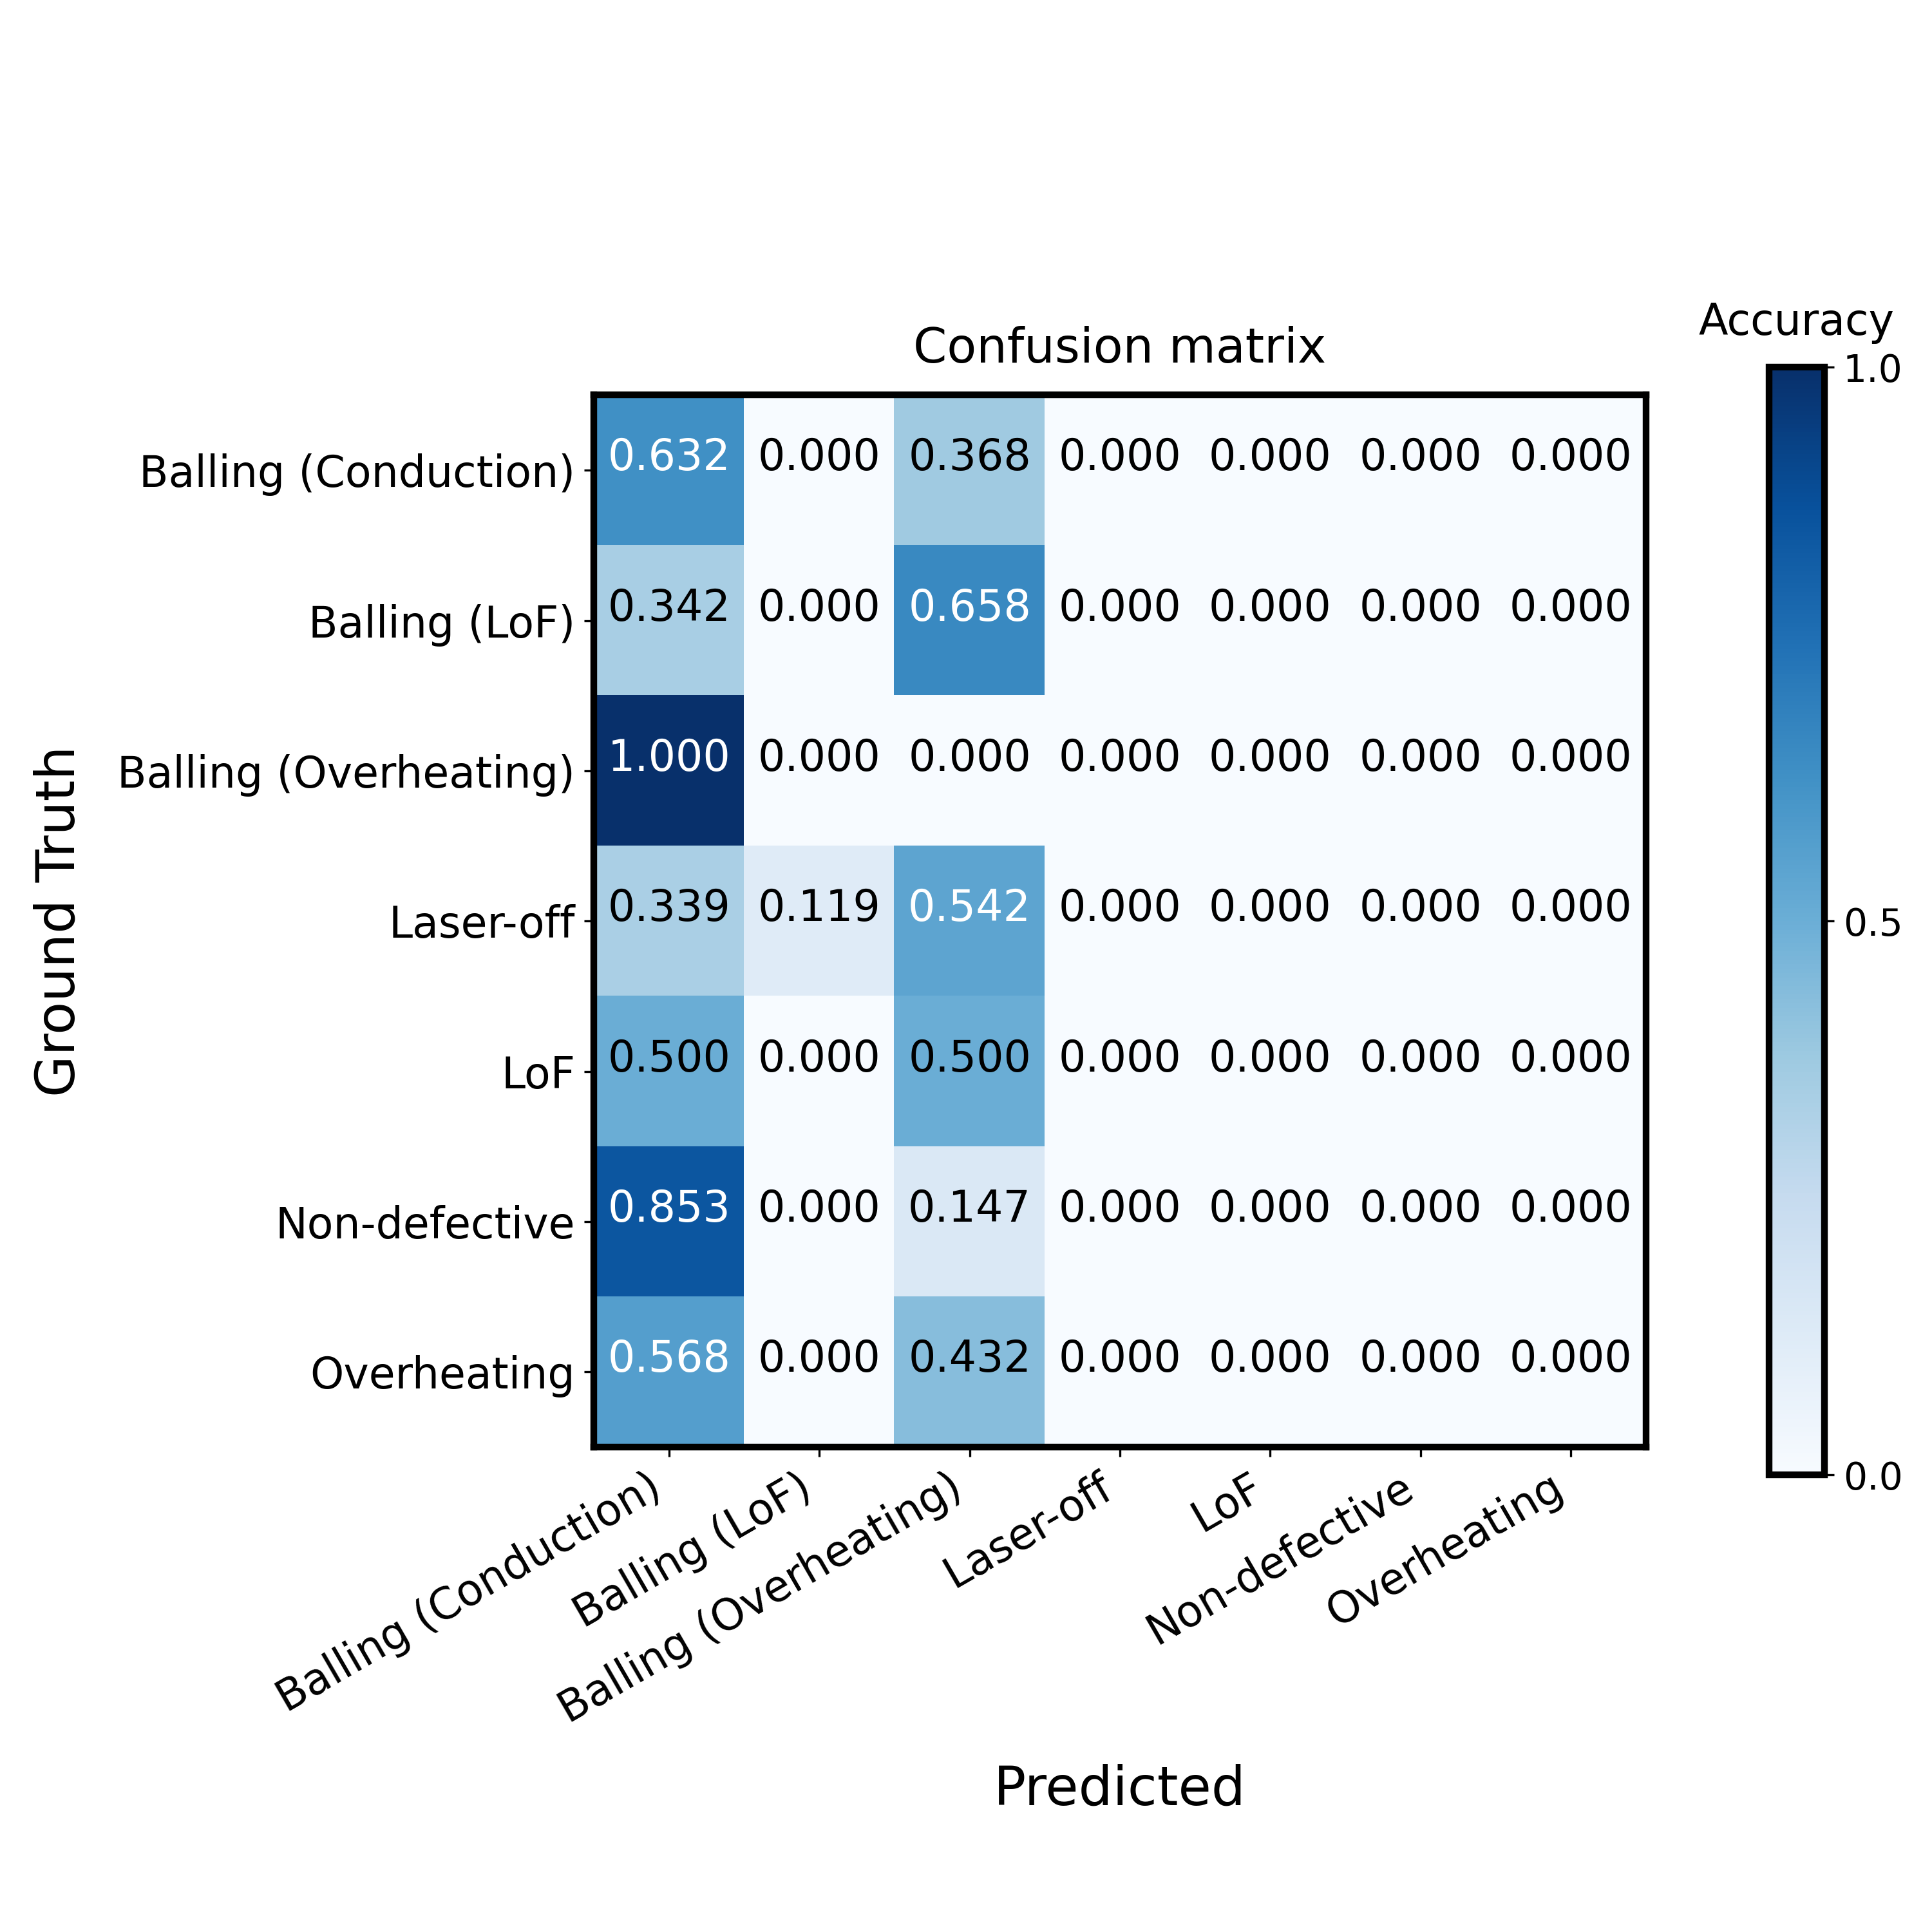 Confusion matrix
Accuracy
1.0
0.5
0.0
Ground Truth
Balling (Conduction) 0.632 0.000 0.368 0.000 0.000 0.000 0.000
Balling (LoF) 0.342 0.000 0.658 0.000 0.000 0.000 0.000
Balling (Overheating) 1.000 0.000 0.000 0.000 0.000 0.000 0.000
Laser-off 0.339 0.119 0.542 0.000 0.000 0.000 0.000
LoF 0.500 0.000 0.500 0.000 0.000 0.000 0.000
Non-defective 0.853 0.000 0.147 0.000 0.000 0.000 0.000
Overheating 0.568 0.000 0.432 0.000 0.000 0.000 0.000
Balling (Conduction)
Balling (LoF)
Balling (Overheating)
Laser-off
LoF
Non-defective
Overheating
Predicted